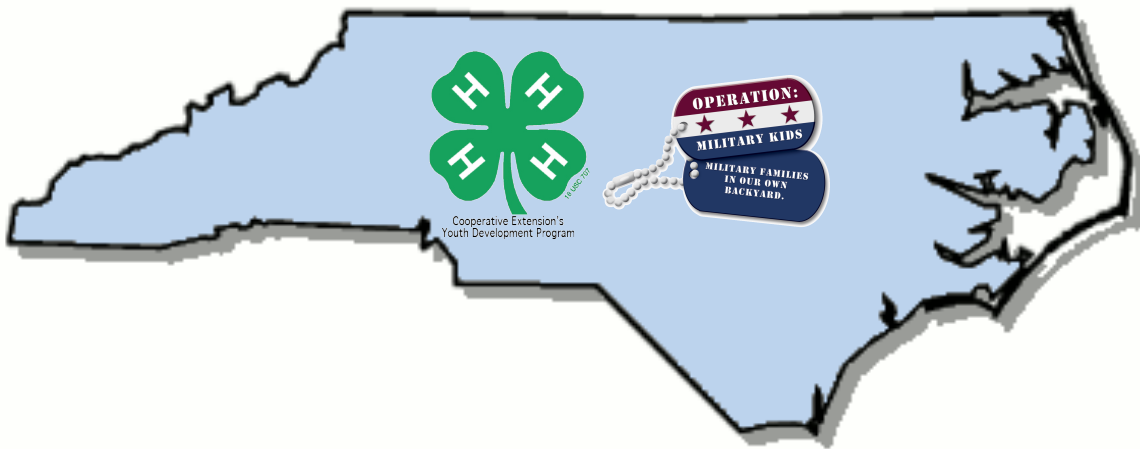 H H
H H
18 USC 707
Cooperative Extension's
Youth Development Program
OPERATION:
MILITARY KIDS
MILITARY FAMILIES
IN OUR OWN
BACKYARD.